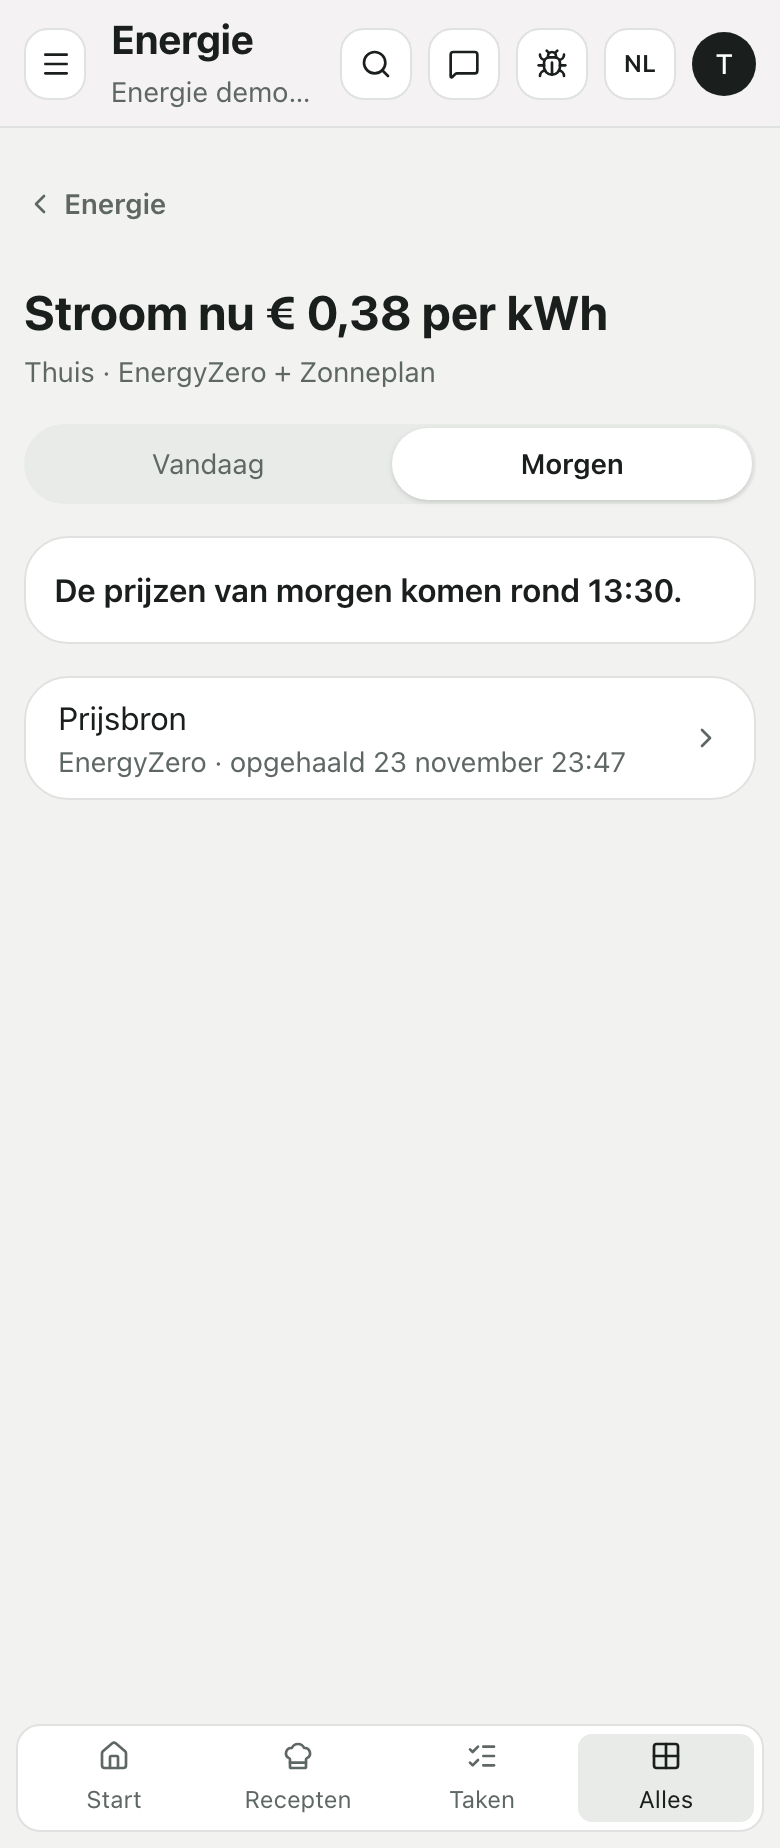 Energie
Energie demo...
NL
T
Energie
Stroom nu € 0,38 per kWh
Thuis · EnergyZero + Zonneplan
Vandaag
Morgen
De prijzen van morgen komen rond 13:30.
Prijsbron
EnergyZero · opgehaald 23 november 23:47
Start
Recepten
Taken
Alles